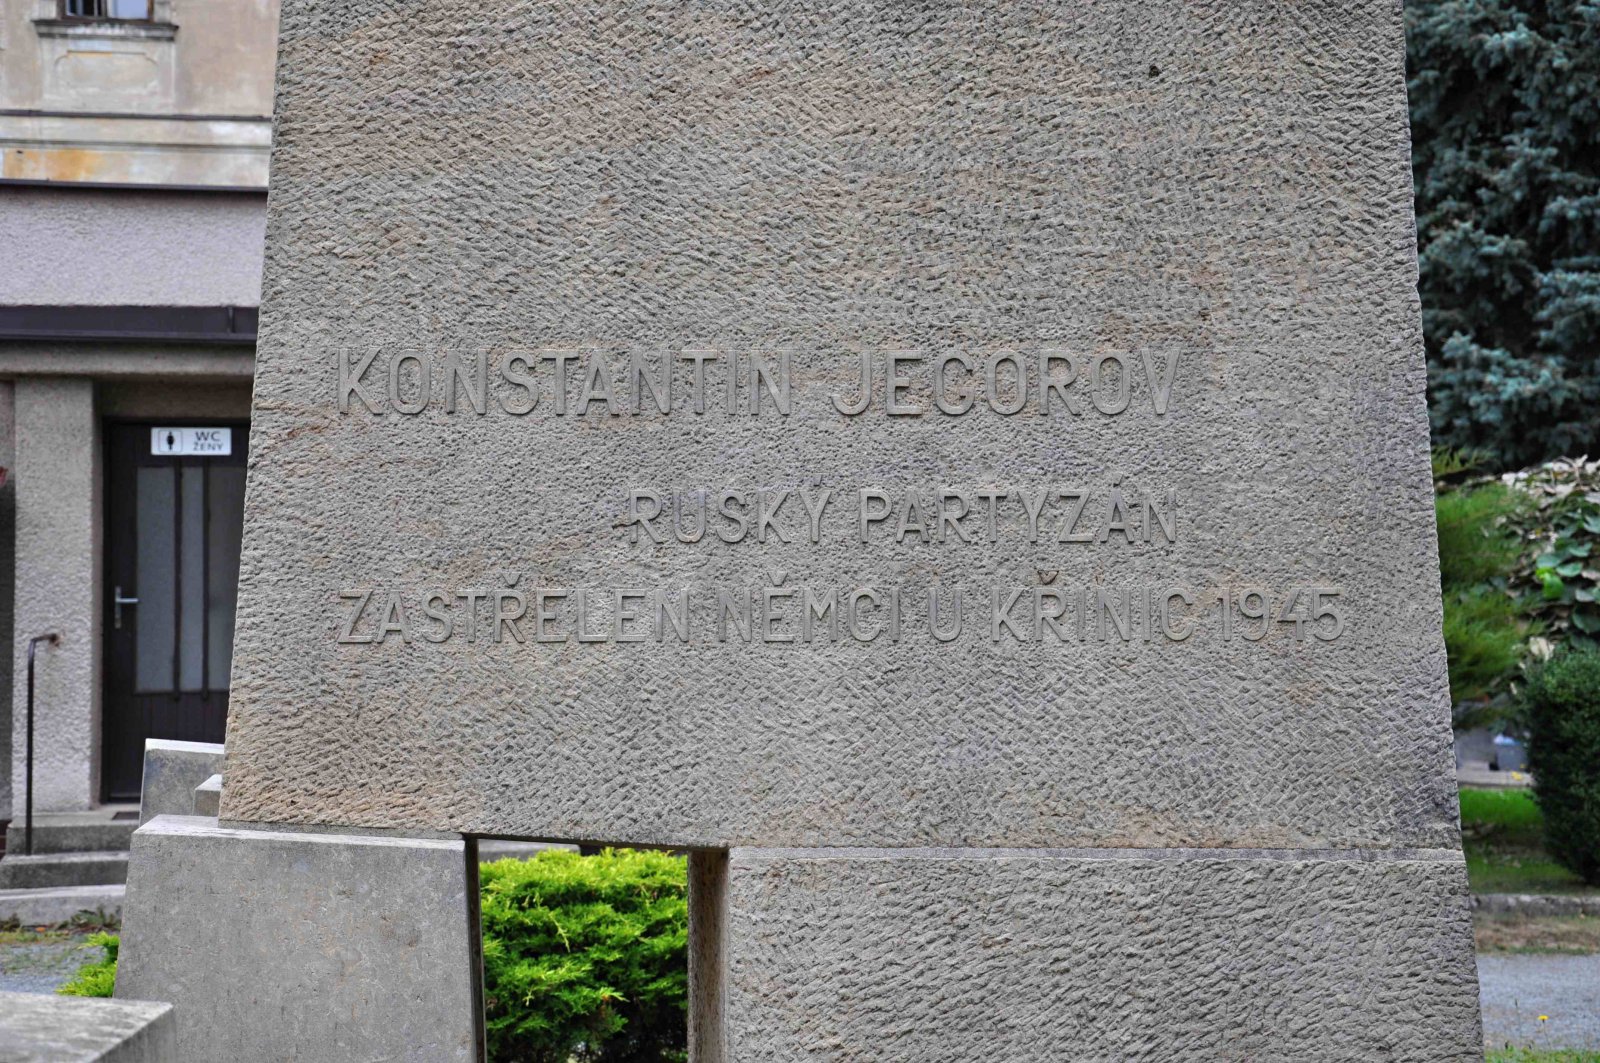 WC
ŽENY
KONSTANTIN JEGOROV
RUSKÝ PARTYZÁN
ZASTŘELEN NĚMCI U KŘINIC 1945